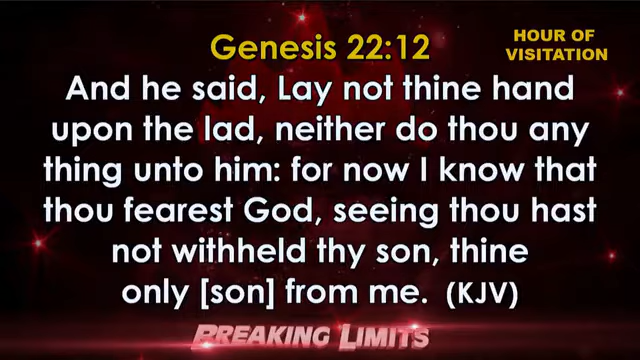 HOUR OF
VISITATION
Genesis 22:12
And he said, Lay not thine hand
upon the lad, neither do thou any
thing unto him: for now I know that
thou fearest God, seeing thou hast
not withheld thy son, thine
only [son] from me. (KJV)
BREAKING LIMITS